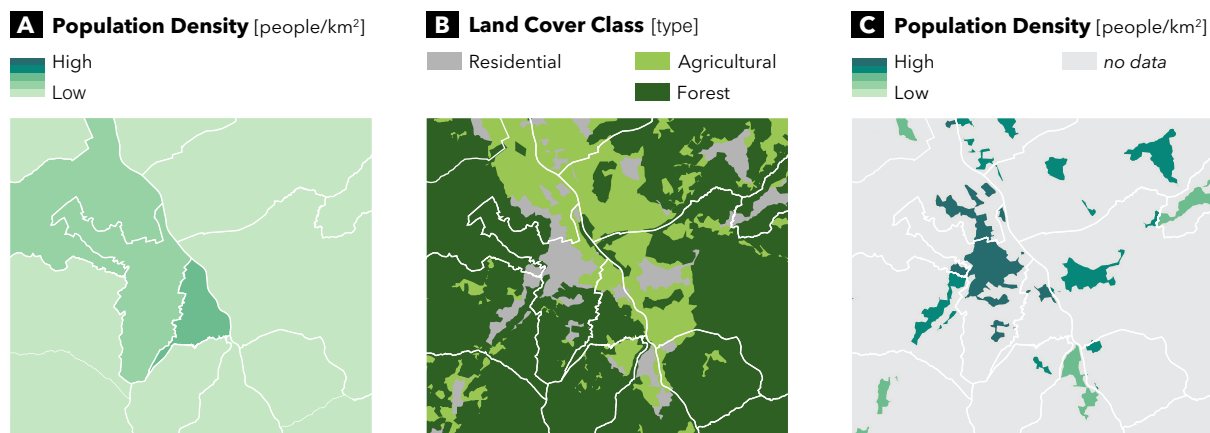 A Population Density [people/km²]
High
Low
B Land Cover Class [type]
Residential
Agricultural
Forest
C Population Density [people/km²]
High
no data
Low